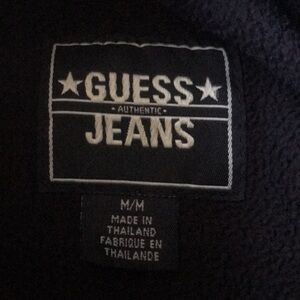 ★GUESS★
• AUTHENTIC •
JEANS
M/M
MADE IN
THAILAND
FABRIQUE EN
THAILANDE